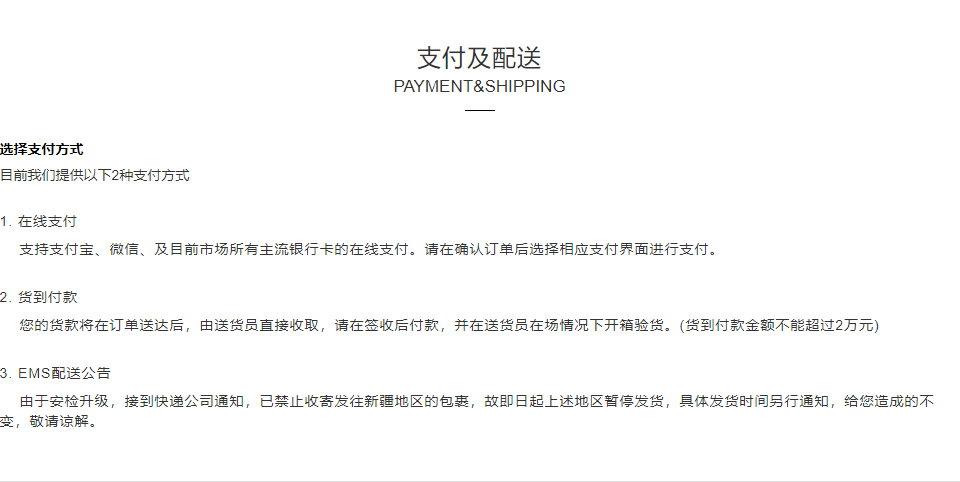 支付及配送
PAYMENT&SHIPPING
选择支付方式
目前我们提供以下2种支付方式
1. 在线支付
支持支付宝、微信、及目前市场所有主流银行卡的在线支付。请在确认订单后选择相应支付界面进行支付。
2. 货到付款
您的货款将在订单送达后，由送货员直接收取，请在签收后付款，并在送货员在场情况下开箱验货。(货到付款金额不能超过2万元)
3. EMS配送公告
由于安检升级，接到快递公司通知，已禁止收寄发往新疆地区的包裹，故即日起上述地区暂停发货，具体发货时间另行通知，给您造成的不
变，敬请谅解。